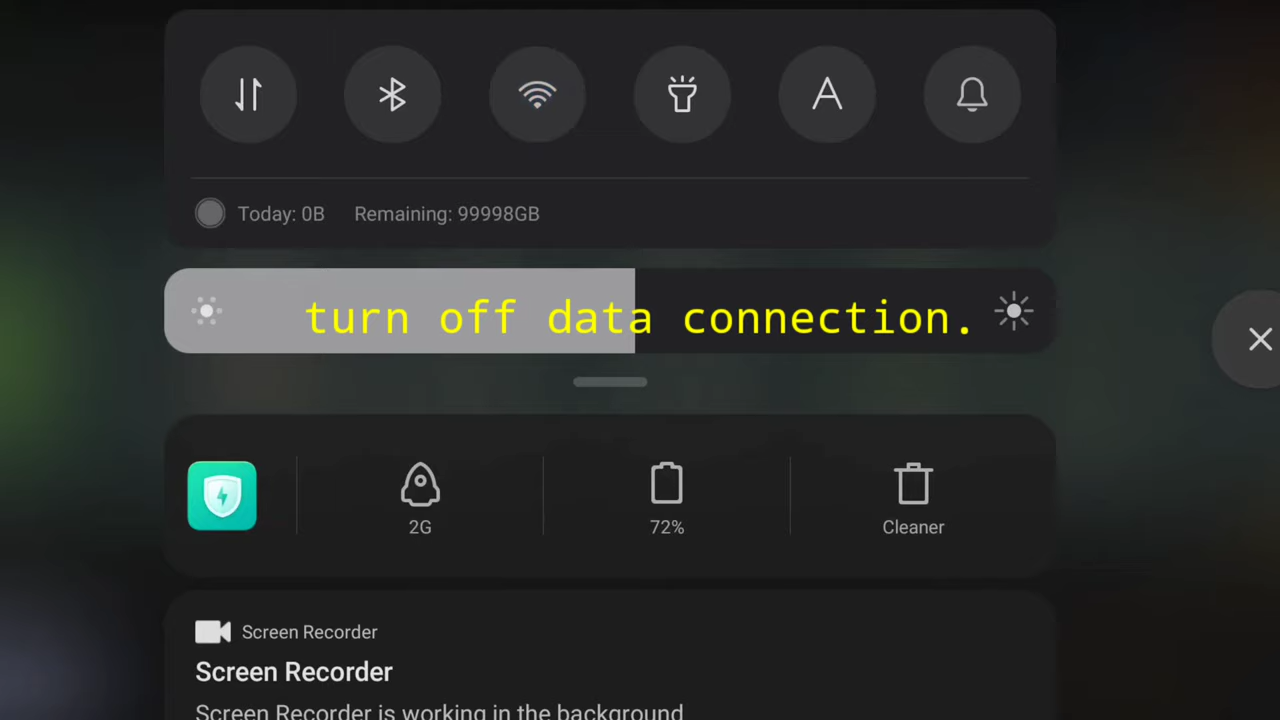 Today: 0B Remaining: 99998GB
turn off data connection.
2G 72% Cleaner
Screen Recorder
Screen Recorder
Screen Recorder is working in the background